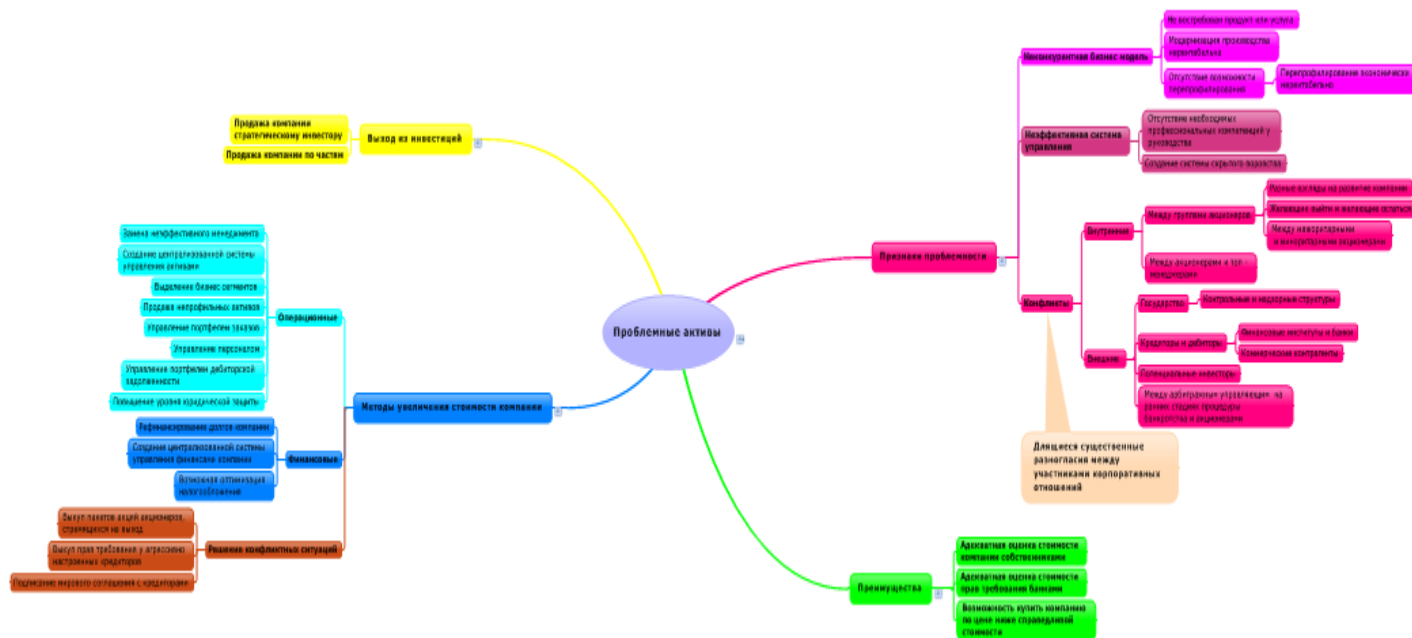 Проблемные активы
Выход из инвестиций
Продажа компании
стратегическому инвестору
Продажа компании по частям
Признаки проблемности
Неконкурентная бизнес модель
Не востребован продукт или услуга
Модернизация производства
нерентабельна
Отсутствие возможности
перепрофилирования
Перепрофилирование экономически
нерентабельно
Неэффективная система
управления
Отсутствие необходимых
профессиональных компетенций у
руководства
Создание системы скрытого воровства
Конфликты
Внутренние
Между группами акционеров
Разные взгляды на развитие компании
Желающие выйти и желающие остаться
Между мажоритарными
и миноритарными акционерами
Между акционерами и топ -
менеджерами
Внешние
Государство
Контрольные и надзорные структуры
Кредиторы и дебиторы
Финансовые институты и банки
Коммерческие контрагенты
Потенциальные инвесторы
Между арбитражным управляющим на
ранних стадиях процедуры
банкротства и акционерами
Длящиеся существенные
разногласия между
участниками корпоративных
отношений
Методы увеличения стоимости компании
Операционные
Замена неэффективного менеджмента
Создание централизованной системы
управления активами
Выделение бизнес сегментов
Продажа непрофильных активов
Управление портфелем заказов
Управление персоналом
Управление портфелем дебиторской
задолженности
Повышение уровня юридической защиты
Финансовые
Рефинансирование долгов компании
Создание централизованной системы
управления финансами компании
Возможная оптимизация
налогообложения
Решение конфликтных ситуаций
Выкуп пакетов акций акционеров,
стремящихся на выход
Выкуп прав требования у агрессивно
настроенных кредиторов
Подписание мирового соглашения с кредиторами
Преимущества
Адекватная оценка стоимости
компании собственниками
Адекватная оценка стоимости
прав требования банками
Возможность купить компанию
по цене ниже справедливой
стоимости